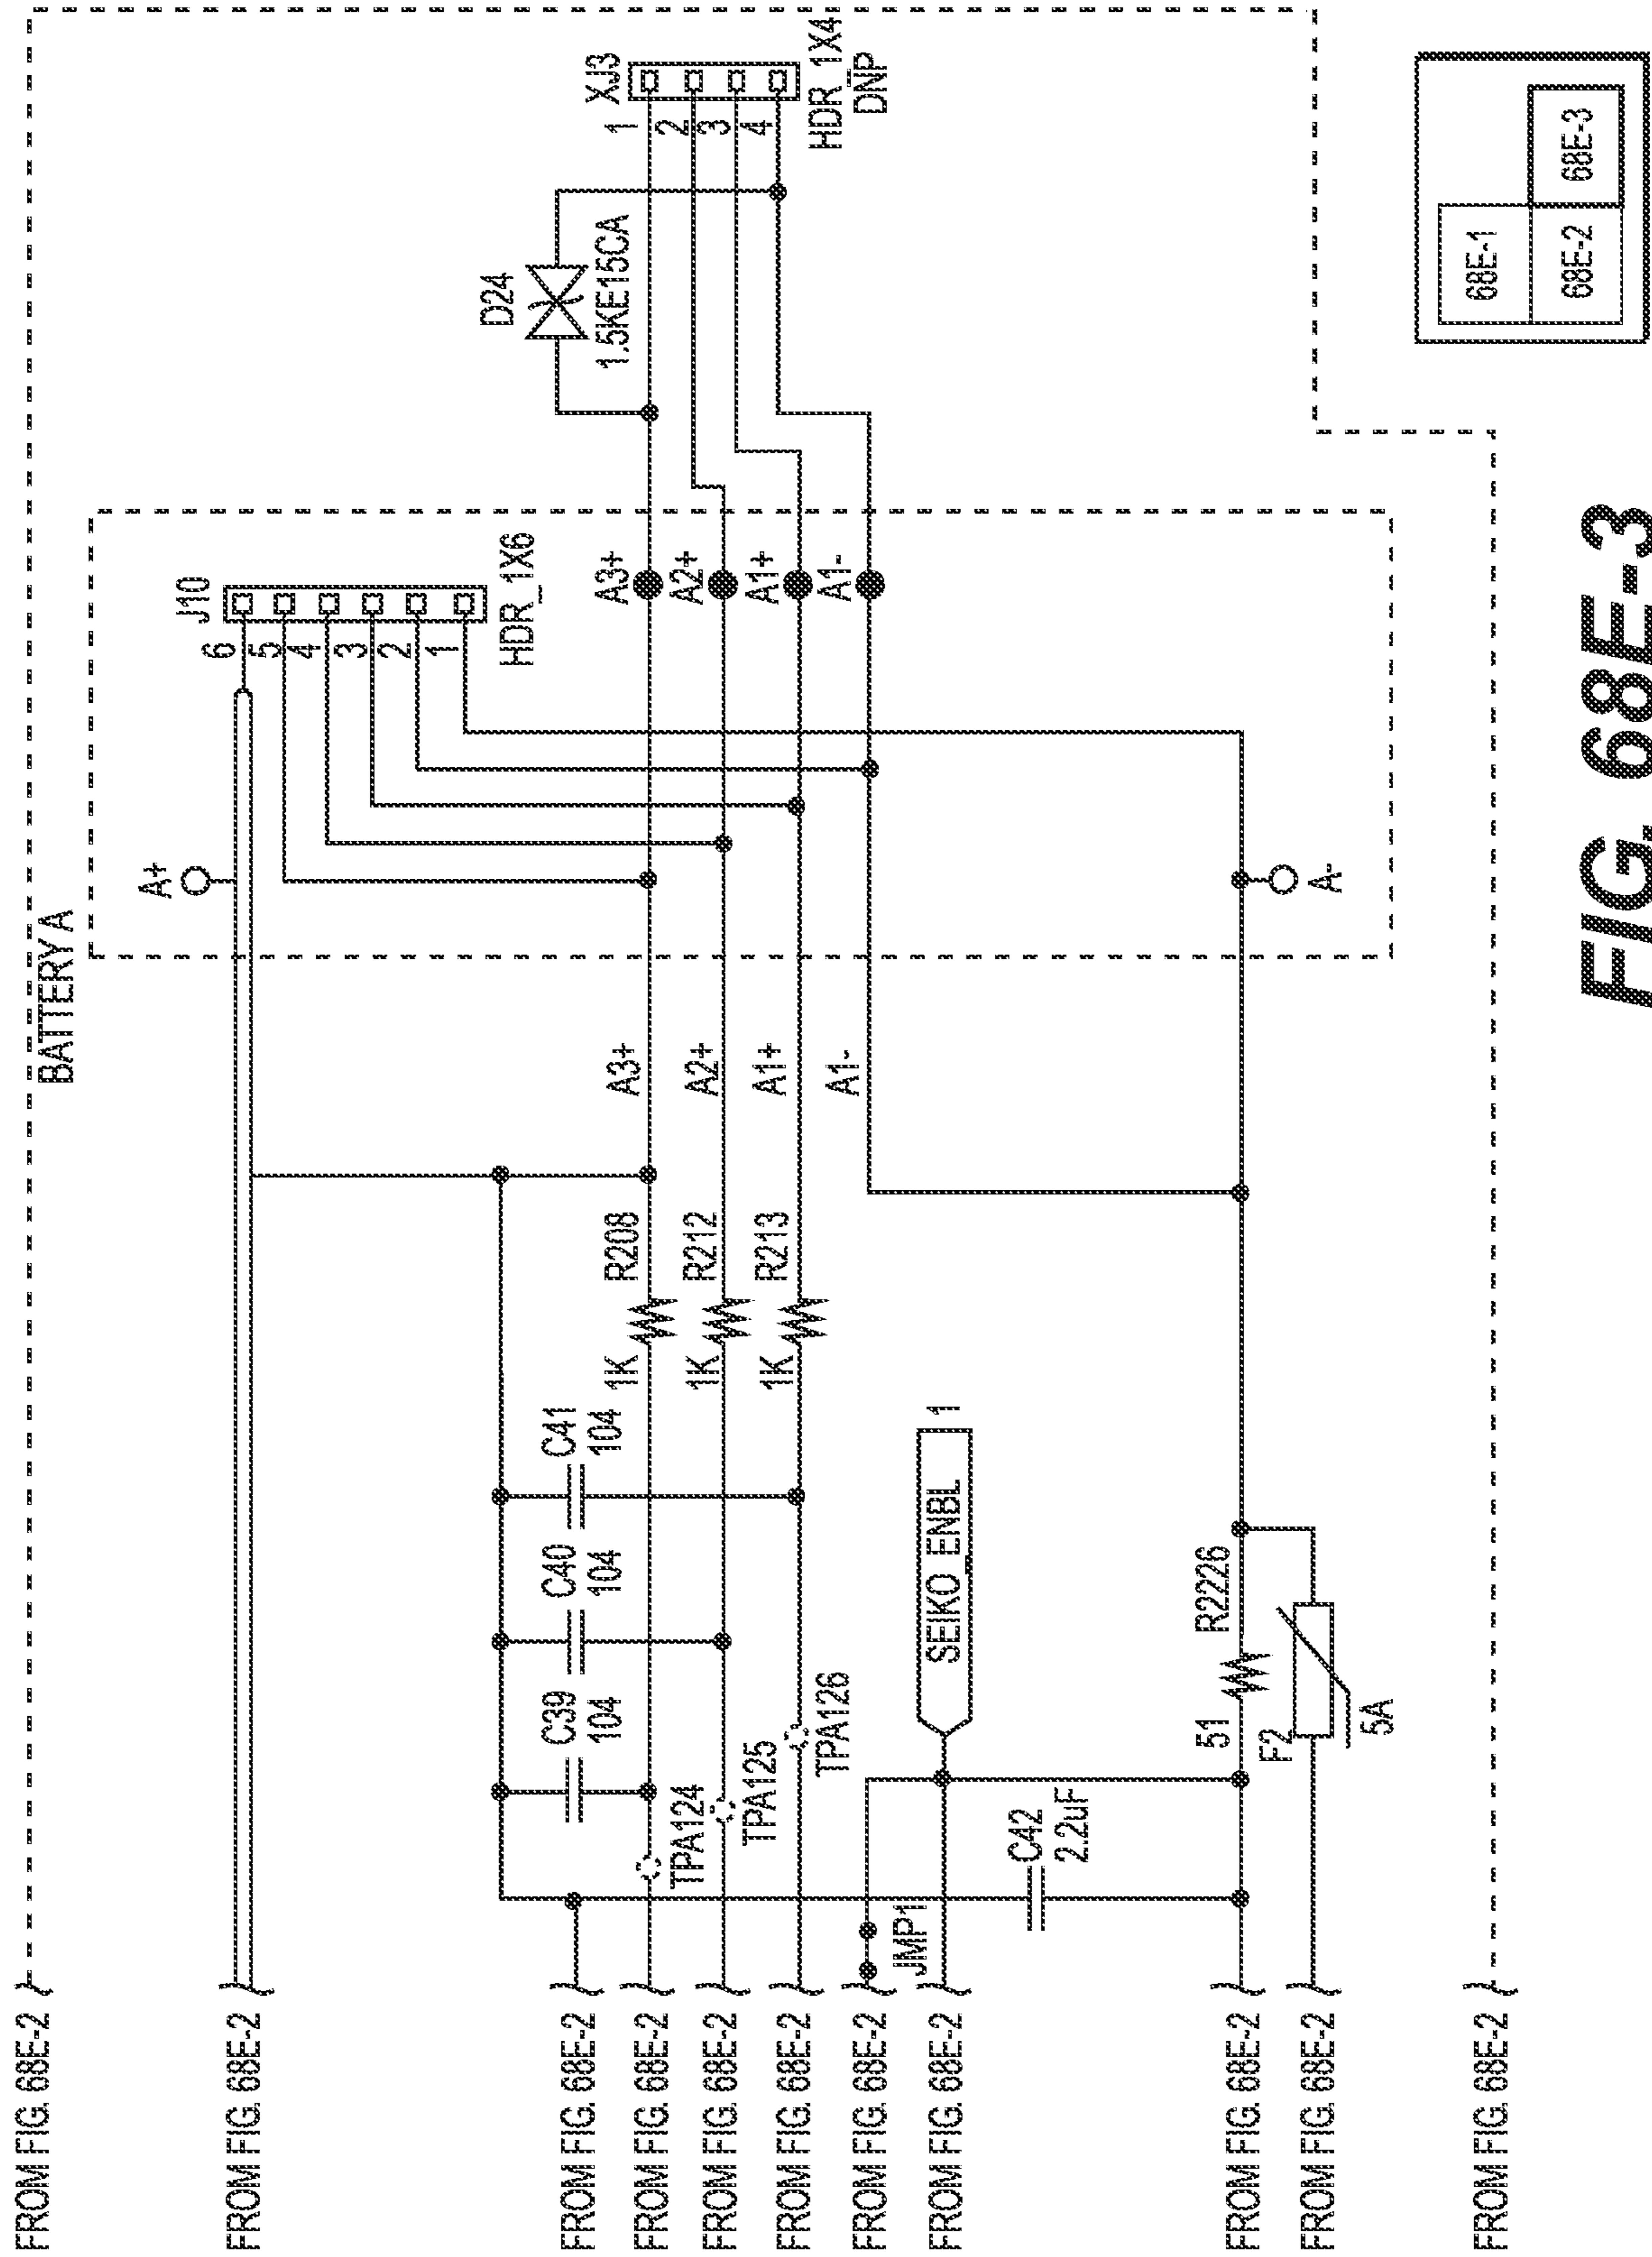 BATTERY A
A+
J10
6
5
4
3
2
1
HDR_1X6
D24
1.5KE15CA
XJ3
1
2
3
4
HDR_1X4
DNP
A3+
A2+
A1+
A1-
A3+
A2+
A1+
A1-
A-
C39
104
C40
104
C41
104
1K
R208
1K
R212
1K
R213
TPA124
TPA125
TPA126
SEIKO_ENBL
1
JMP1
C42
2.2uF
51
R2226
F2
5A
FROM FIG. 68E-2
FROM FIG. 68E-2
FROM FIG. 68E-2
FROM FIG. 68E-2
FROM FIG. 68E-2
FROM FIG. 68E-2
FROM FIG. 68E-2
FROM FIG. 68E-2
FROM FIG. 68E-2
FROM FIG. 68E-2
FROM FIG. 68E-2
68E-1
68E-2
68E-3
FIG. 68E-3